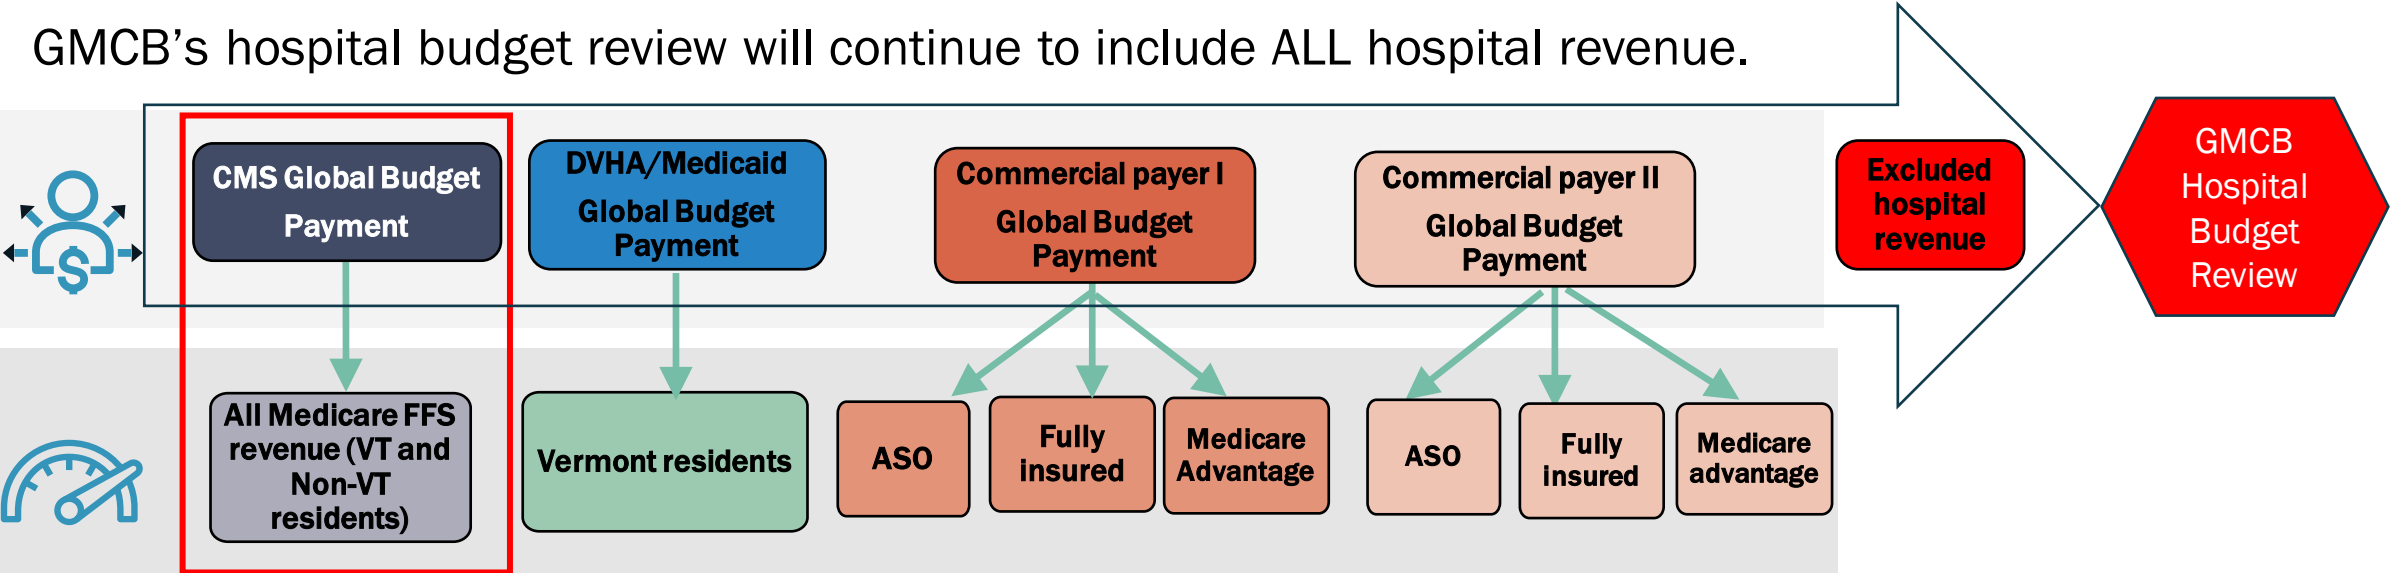 GMCB's hospital budget review will continue to include ALL hospital revenue.
CMS Global Budget
Payment
DVHA/Medicaid
Global Budget
Payment
Commercial payer I
Global Budget
Payment
Commercial payer II
Global Budget
Payment
Excluded
hospital
revenue
GMCB
Hospital
Budget
Review
$
All Medicare FFS
revenue (VT and
Non-VT
residents)
Vermont residents
ASO
Fully
insured
Medicare
Advantage
ASO
Fully
insured
Medicare
advantage